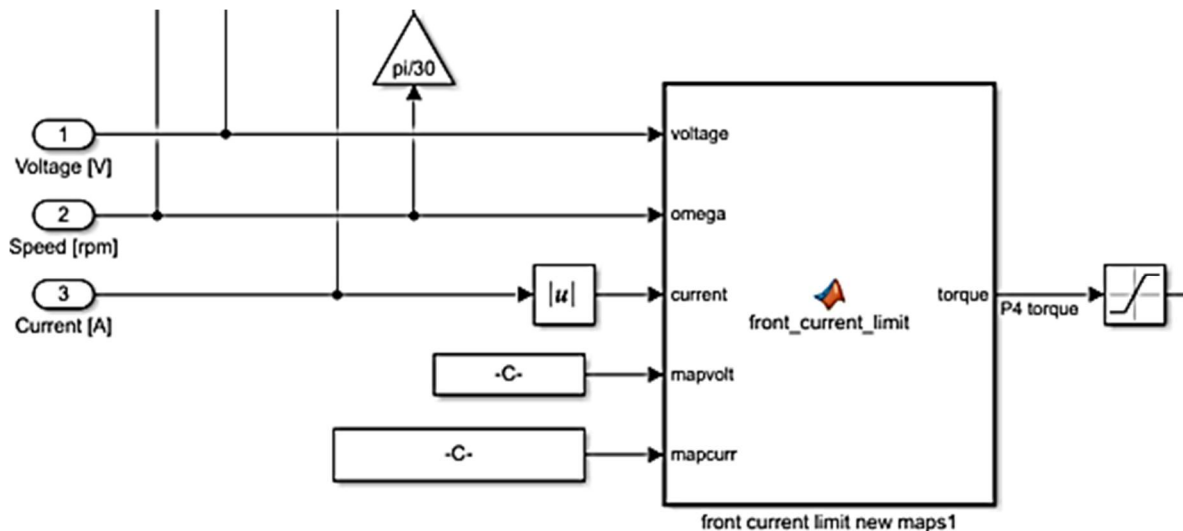 pi/30
1
Voltage [V]
voltage
2
Speed [rpm]
omega
3
Current [A]
|u|
current
front_current_limit
torque
P4 torque
-C-
mapvolt
-C-
mapcurr
front current limit new maps1